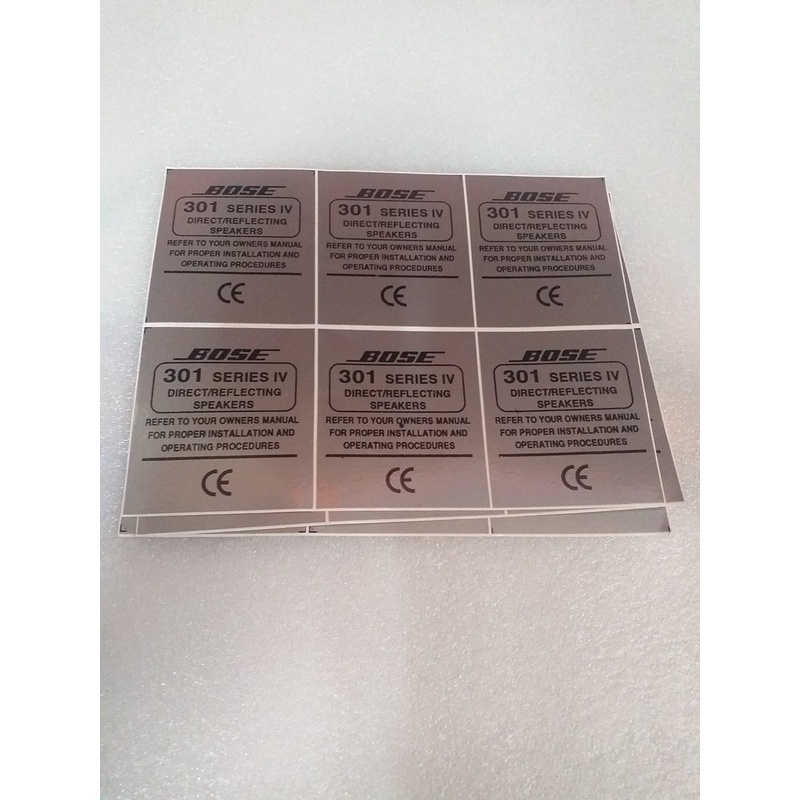 BOSE
301 SERIES IV
DIRECT/REFLECTING
SPEAKERS
REFER TO YOUR OWNERS MANUAL
FOR PROPER INSTALLATION AND
OPERATING PROCEDURES
CE
BOSE
301 SERIES IV
DIRECT/REFLECTING
SPEAKERS
REFER TO YOUR OWNERS MANUAL
FOR PROPER INSTALLATION AND
OPERATING PROCEDURES
CE
BOSE
301 SERIES IV
DIRECT/REFLECTING
SPEAKERS
REFER TO YOUR OWNERS MANUAL
FOR PROPER INSTALLATION AND
OPERATING PROCEDURES
CE
BOSE
301 SERIES IV
DIRECT/REFLECTING
SPEAKERS
REFER TO YOUR OWNERS MANUAL
FOR PROPER INSTALLATION AND
OPERATING PROCEDURES
CE
BOSE
301 SERIES IV
DIRECT/REFLECTING
SPEAKERS
REFER TO YOUR OWNERS MANUAL
FOR PROPER INSTALLATION AND
OPERATING PROCEDURES
CE
BOSE
301 SERIES IV
DIRECT/REFLECTING
SPEAKERS
REFER TO YOUR OWNERS MANUAL
FOR PROPER INSTALLATION AND
OPERATING PROCEDURES
CE